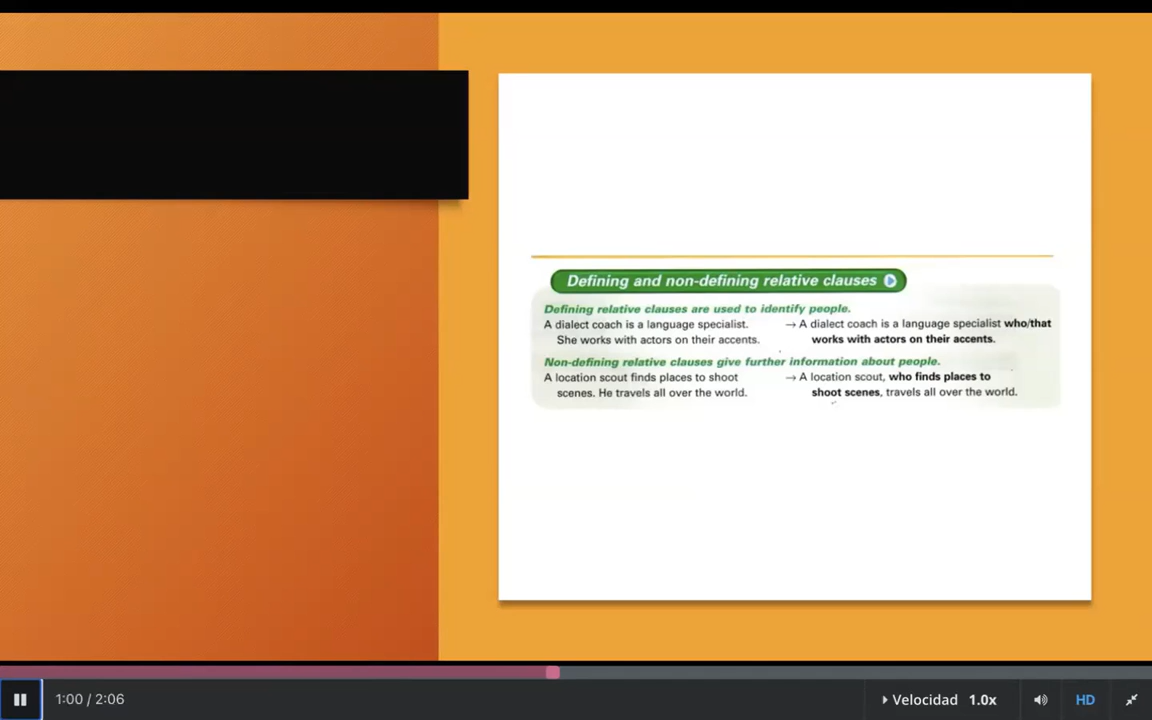 Defining and non-defining relative clauses
Defining relative clauses are used to identify people.
A dialect coach is a language specialist. → A dialect coach is a language specialist who/that
She works with actors on their accents. works with actors on their accents.
Non-defining relative clauses give further information about people.
A location scout finds places to shoot → A location scout, who finds places to
scenes. He travels all over the world. shoot scenes, travels all over the world.
1:00 / 2:06 Velocidad 1.0x HD